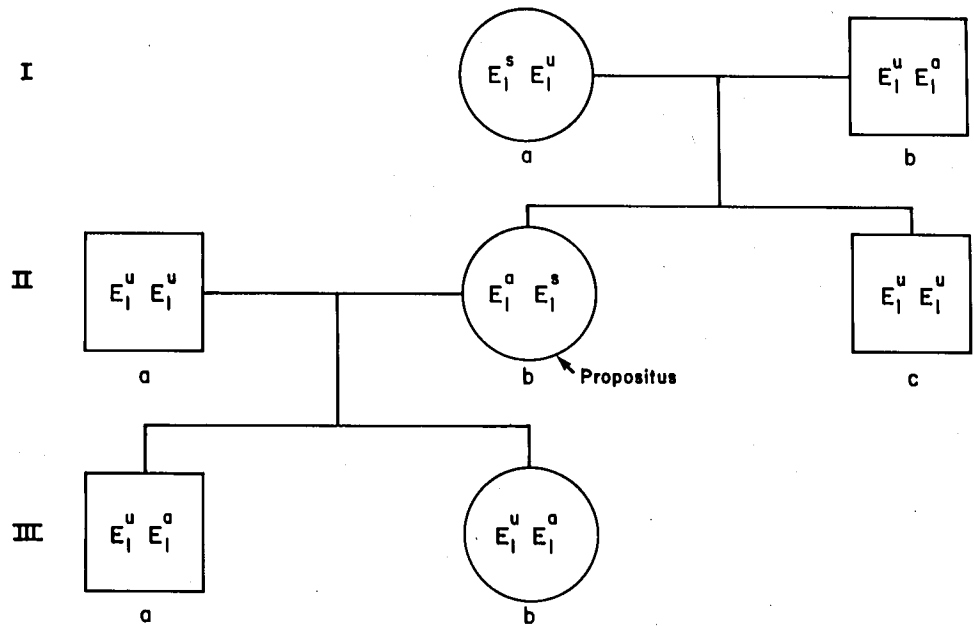 I
E₁ˢ E₁ᵘ
a
E₁ᵘ E₁ᵃ
b
II
E₁ᵘ E₁ᵘ
a
E₁ᵃ E₁ˢ
b
Propositus
E₁ᵘ E₁ᵘ
c
III
E₁ᵘ E₁ᵃ
a
E₁ᵘ E₁ᵃ
b